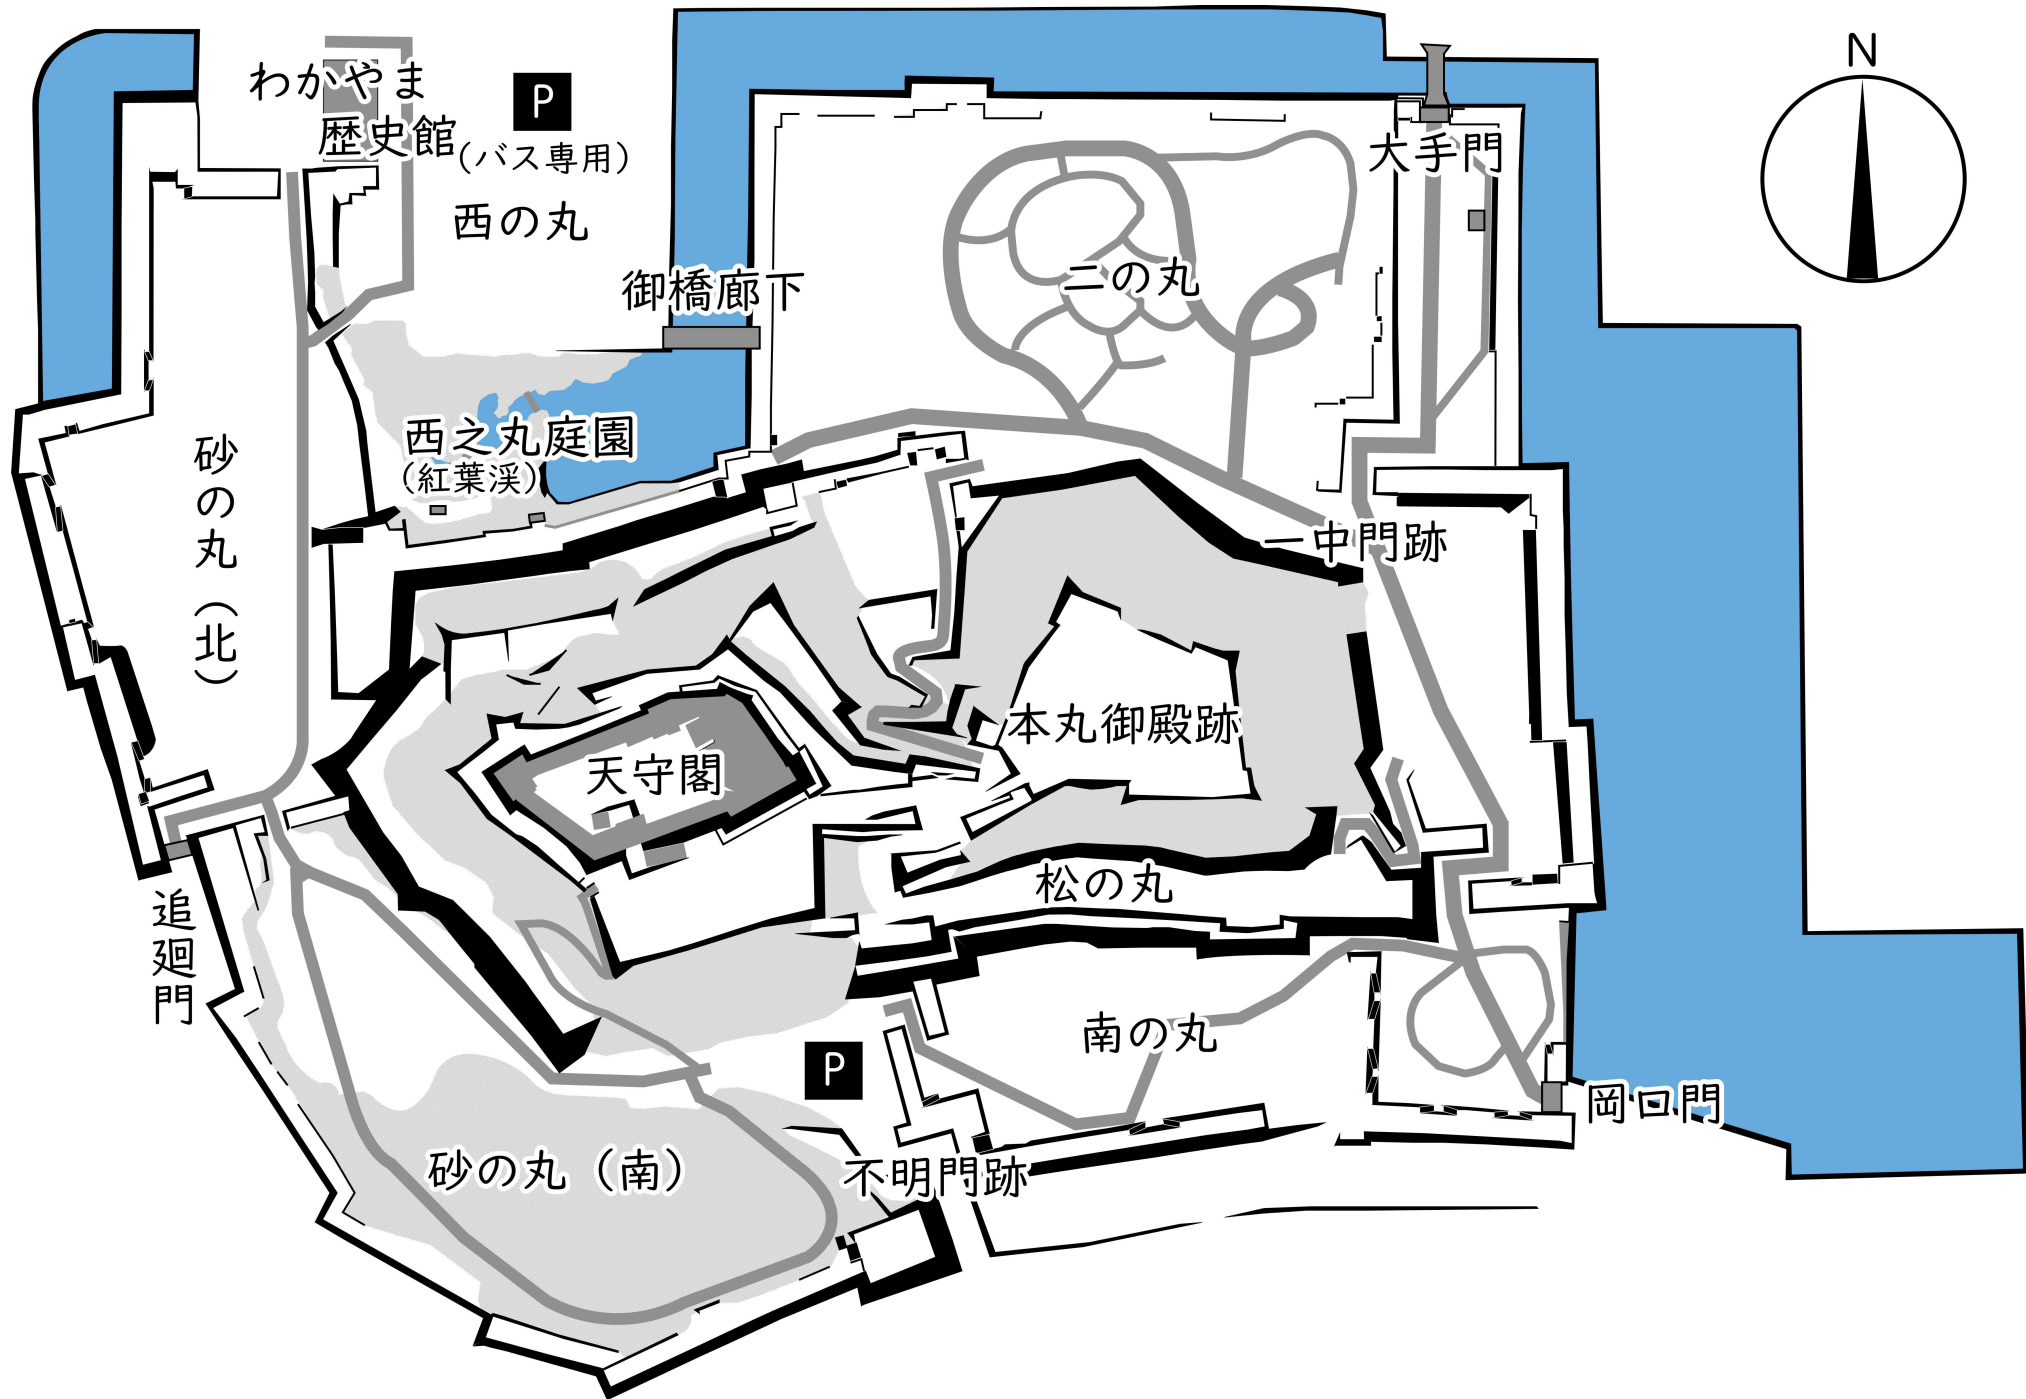 N
わかやま
歴史館
P
(バス専用)
西の丸
大手門
御橋廊下
二の丸
西之丸庭園
(紅葉渓)
砂の丸(北)
一中門跡
本丸御殿跡
天守閣
松の丸
追廻門
南の丸
P
岡口門
砂の丸(南)
不明門跡